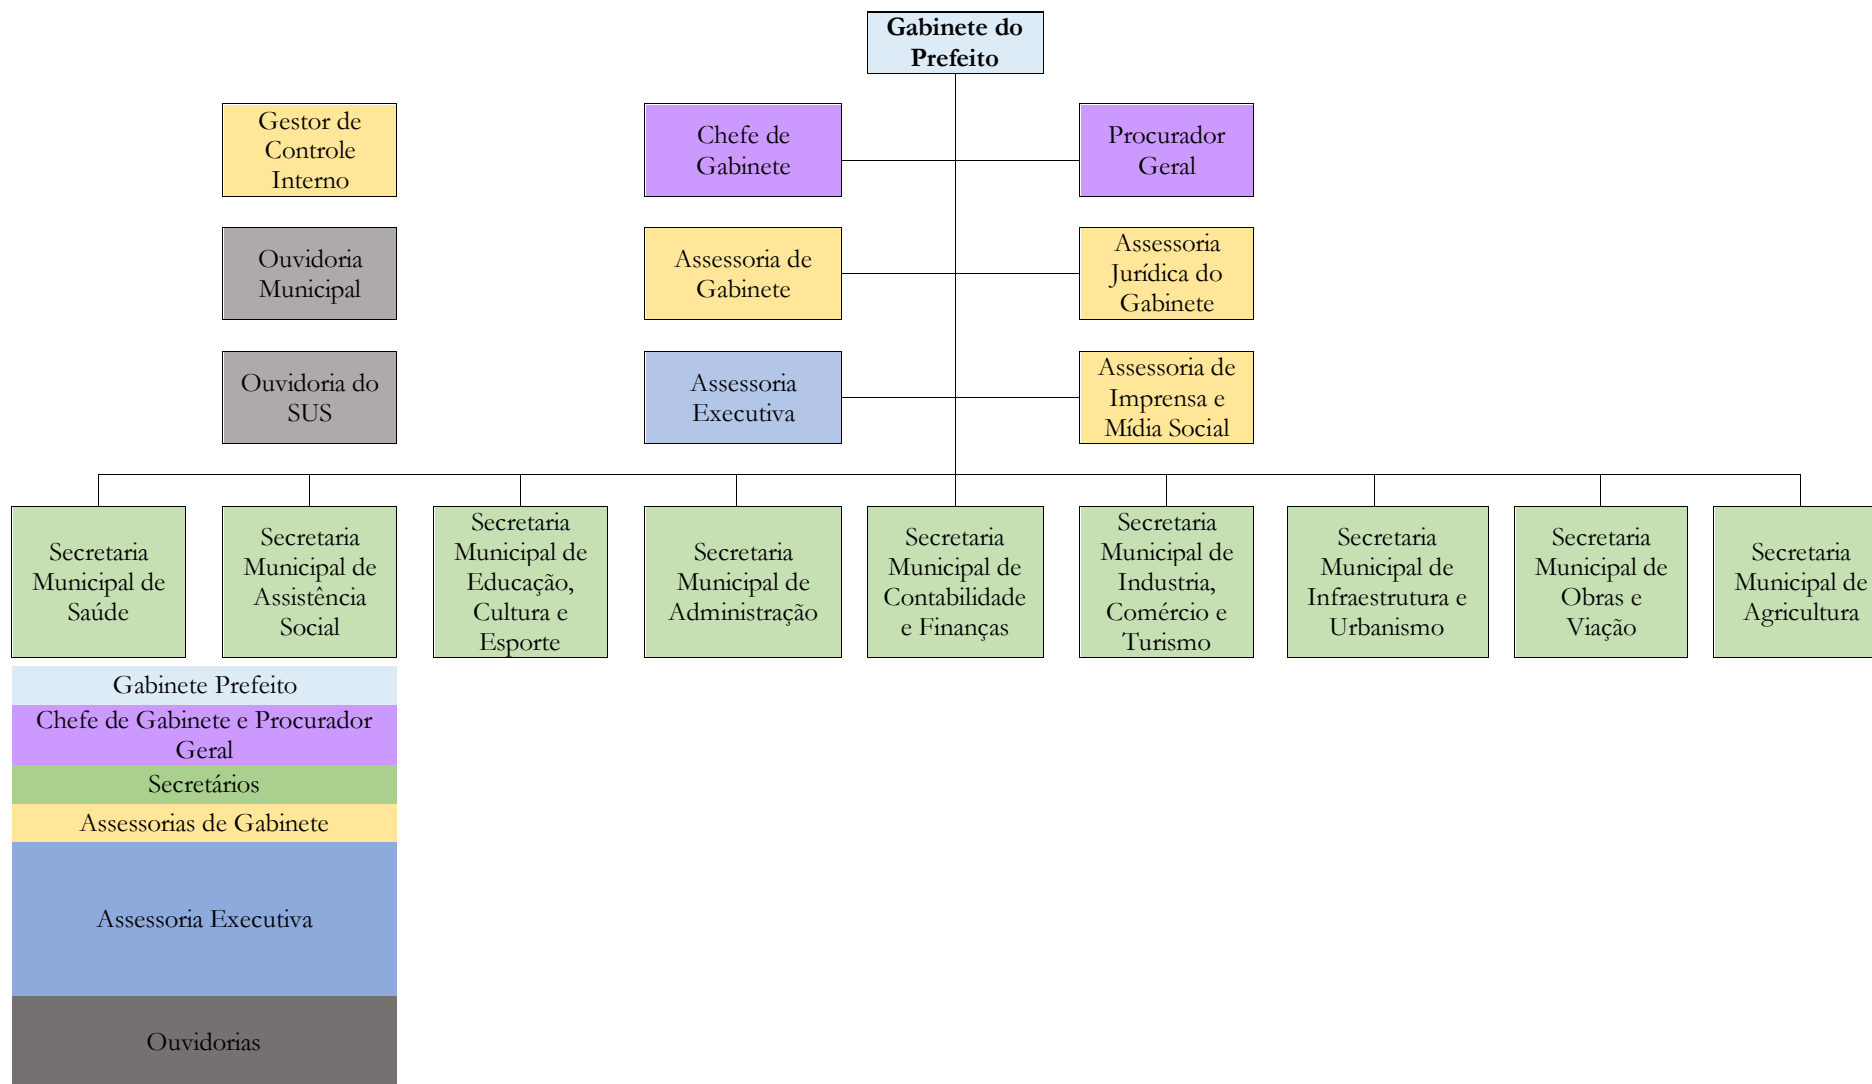 Gabinete do
Prefeito
Gestor de
Controle
Interno
Chefe de
Gabinete
Procurador
Geral
Ouvidoria
Municipal
Assessoria de
Gabinete
Assessoria
Jurídica do
Gabinete
Ouvidoria do
SUS
Assessoria
Executiva
Assessoria de
Imprensa e
Mídia Social
Secretaria
Municipal de
Saúde
Secretaria
Municipal de
Assistência
Social
Secretaria
Municipal de
Educação,
Cultura e
Esporte
Secretaria
Municipal de
Administração
Secretaria
Municipal de
Contabilidade
e Finanças
Secretaria
Municipal de
Industria,
Comércio e
Turismo
Secretaria
Municipal de
Infraestrutura e
Urbanismo
Secretaria
Municipal de
Obras e
Viação
Secretaria
Municipal de
Agricultura
Gabinete Prefeito
Chefe de Gabinete e Procurador
Geral
Secretários
Assessorias de Gabinete
Assessoria Executiva
Ouvidorias